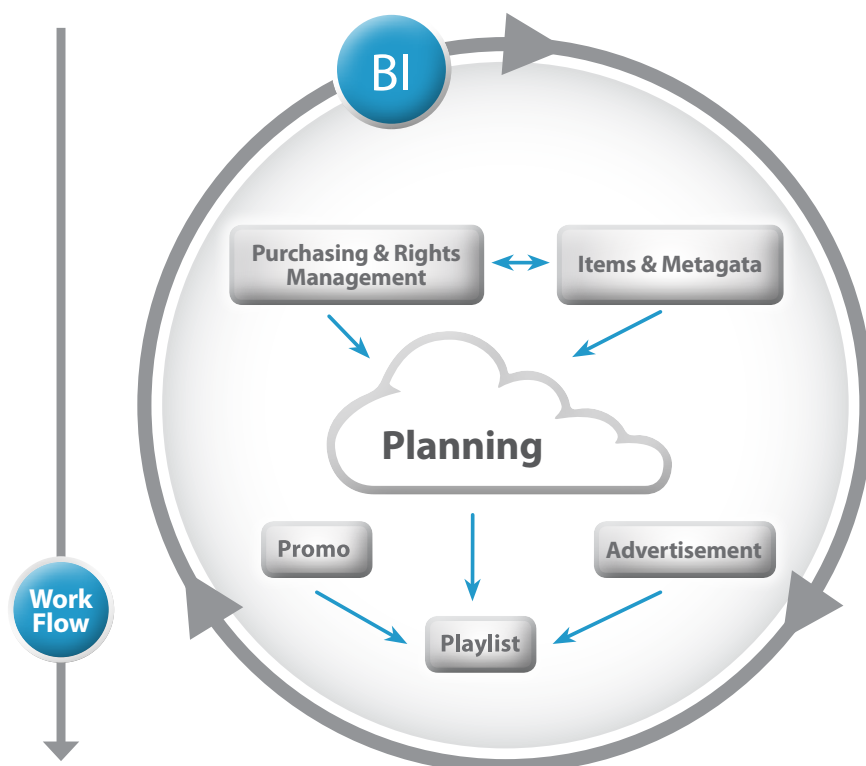 BI
Purchasing & Rights
Management
Items & Metagata
Planning
Promo
Advertisement
Work
Flow
Playlist